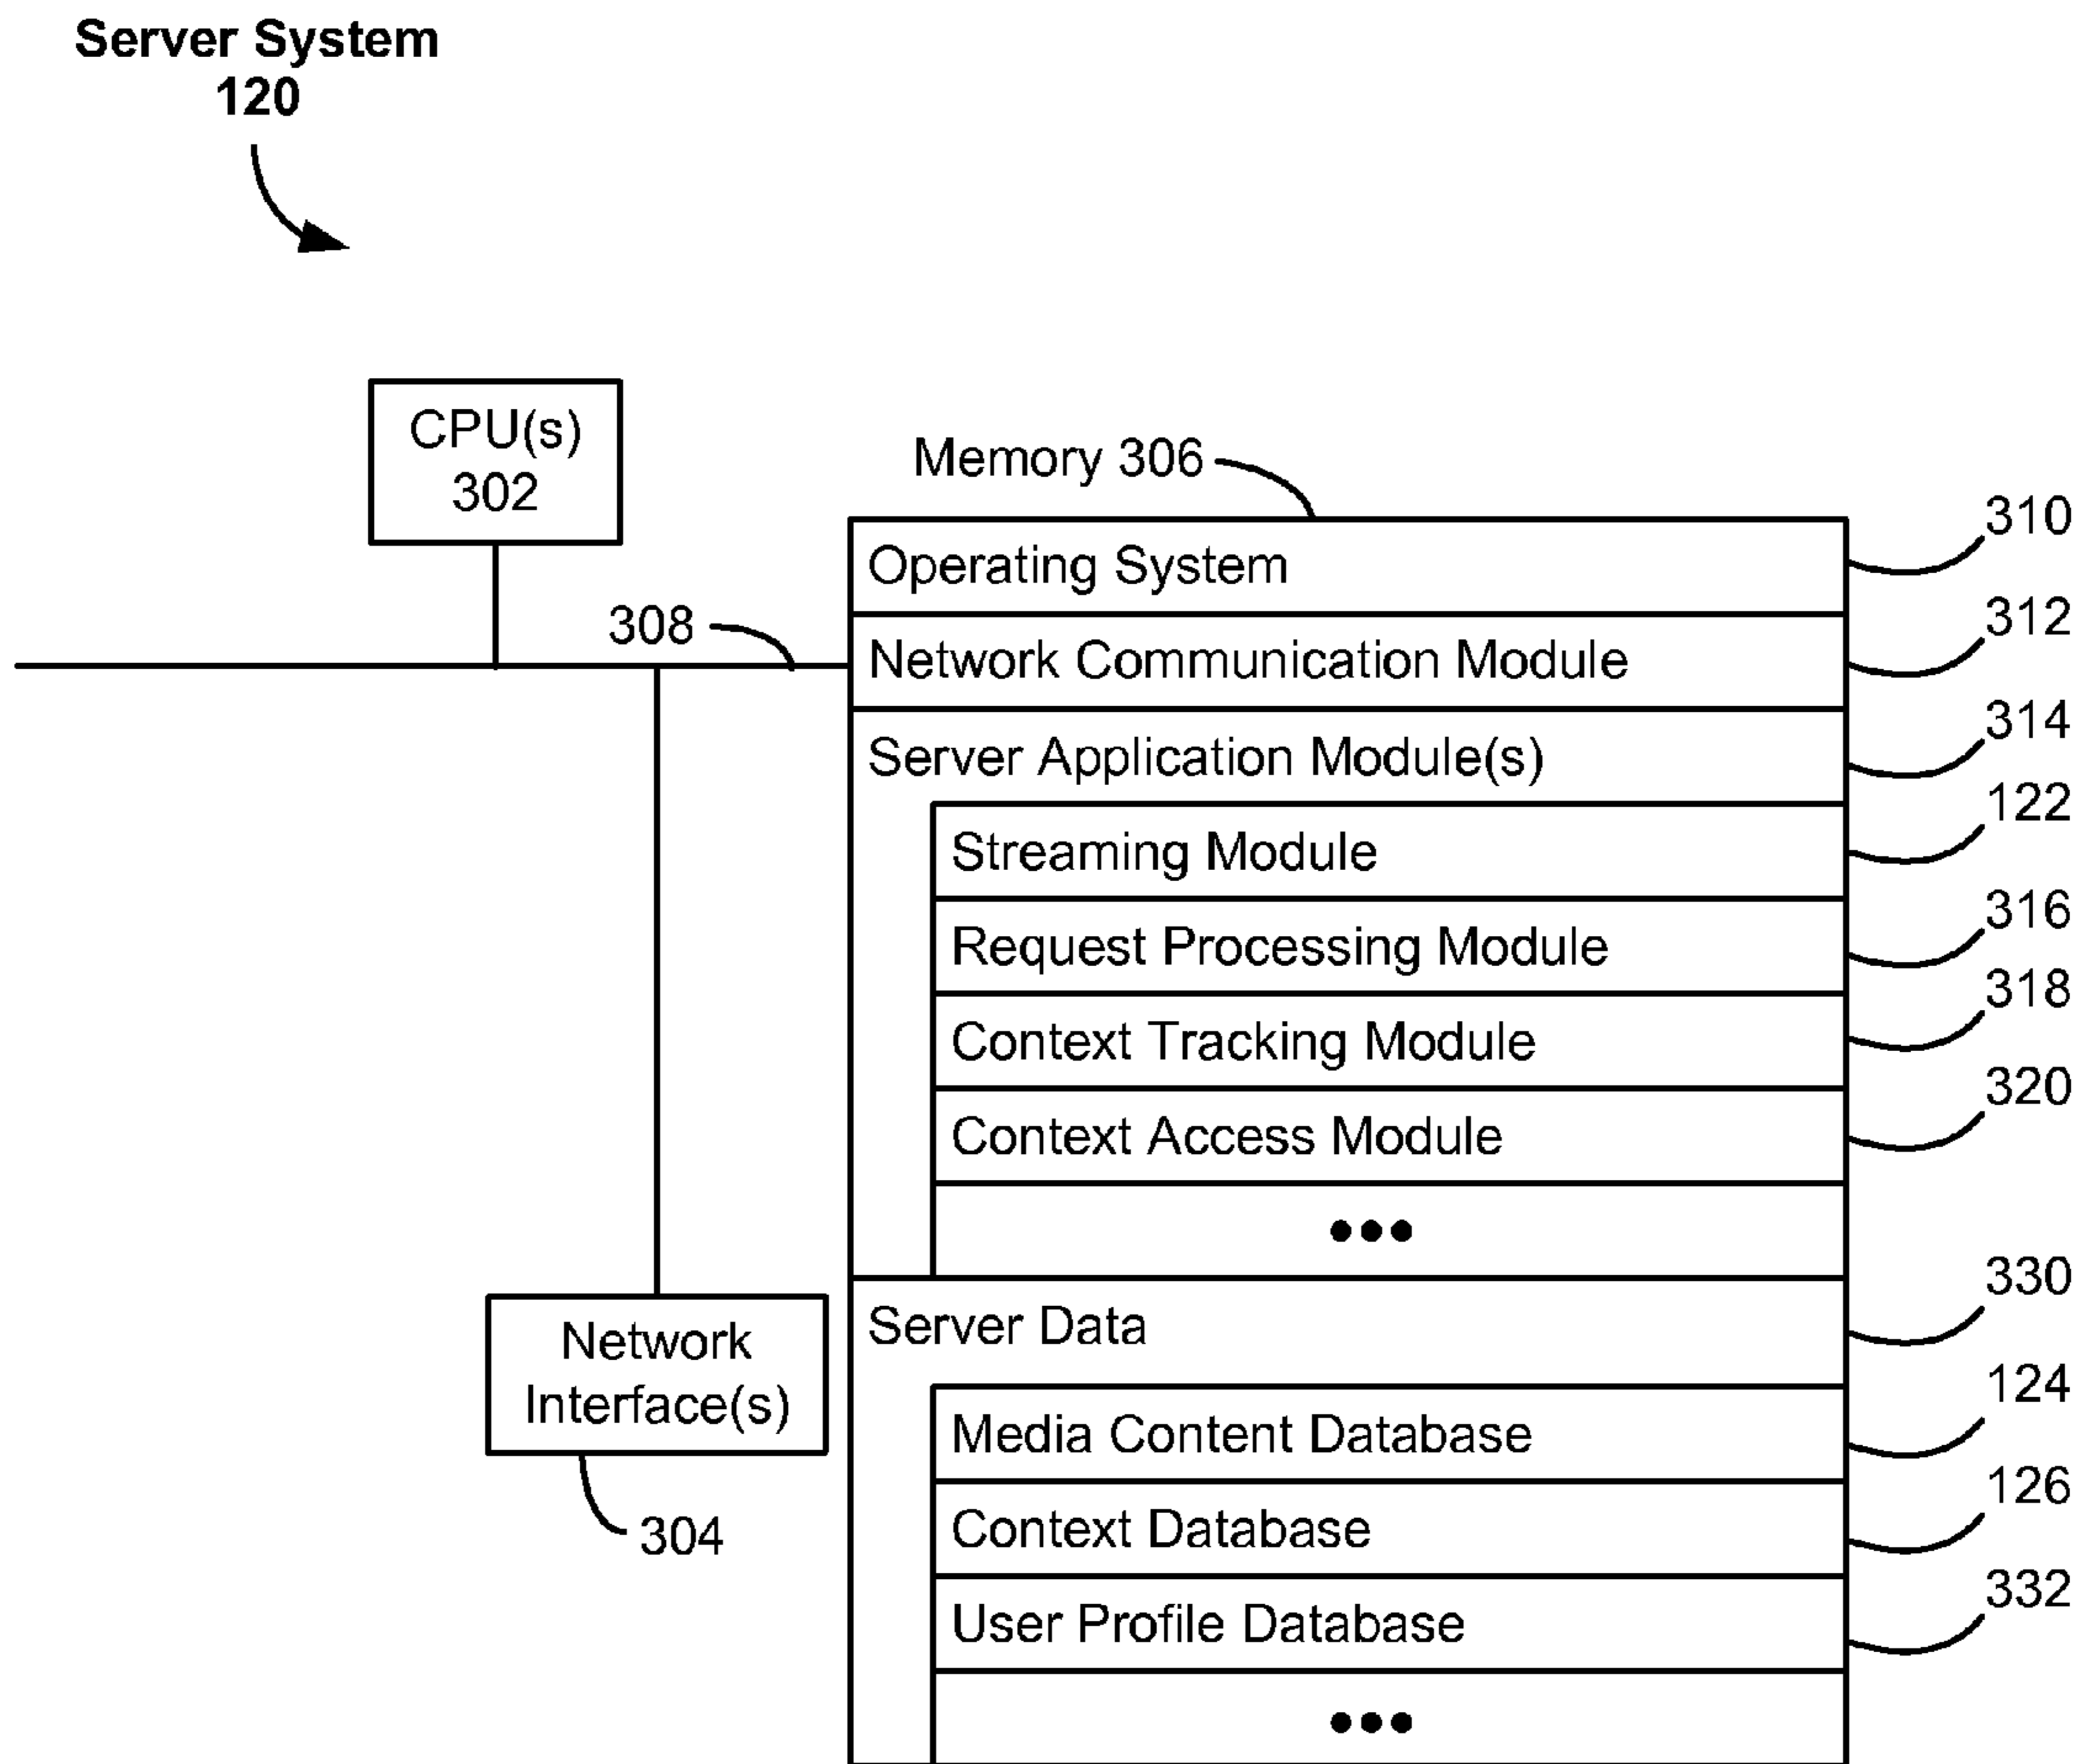 Server System
120
CPU(s)
302
Memory 306
308
Operating System
310
Network Communication Module
312
Server Application Module(s)
314
Streaming Module
122
Request Processing Module
316
Context Tracking Module
318
Context Access Module
320
•••
Server Data
330
Media Content Database
124
Context Database
126
User Profile Database
332
•••
Network
Interface(s)
304